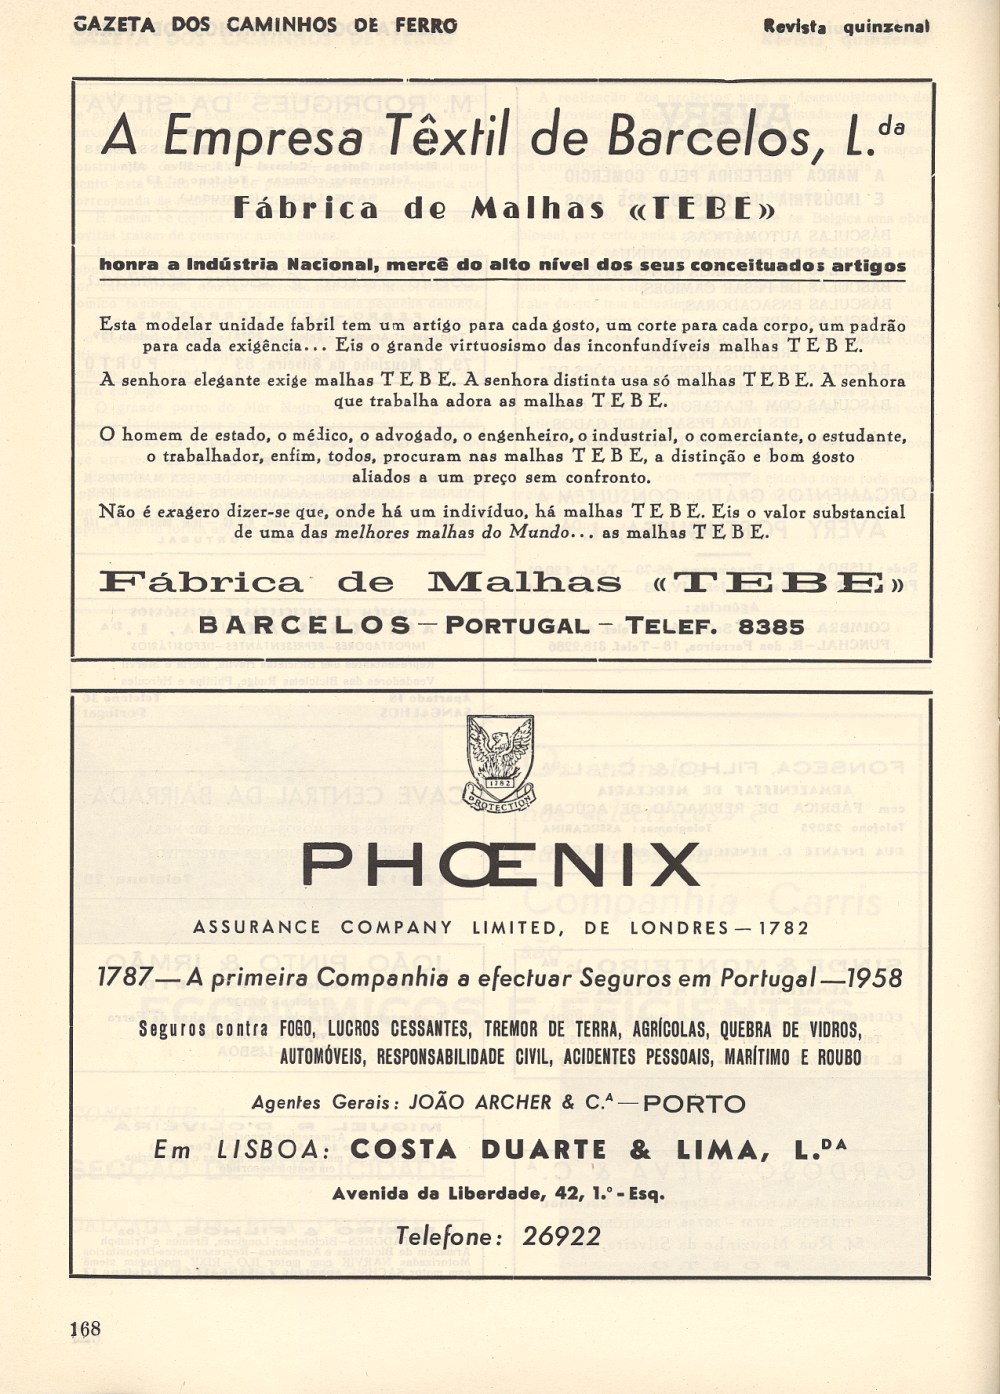 GAZETA DOS CAMINHOS DE FERRO
Revista quinzenal
A Empresa Têxtil de Barcelos, L.da
Fábrica de Malhas «TEBE»
honra a Indústria Nacional, mercê do alto nível dos seus conceituados artigos
Esta modelar unidade fabril tem um artigo para cada gosto, um corte para cada corpo, um padrão
para cada exigência... Eis o grande virtuosismo das inconfundíveis malhas TEBE.
A senhora elegante exige malhas TEBE. A senhora distinta usa só malhas TEBE. A senhora
que trabalha adora as malhas TEBE.
O homem de estado, o médico, o advogado, o engenheiro, o industrial, o comerciante, o estudante,
o trabalhador, enfim, todos, procuram nas malhas TEBE, a distinção e bom gosto
aliados a um preço sem confronto.
Não é exagero dizer-se que, onde há um indivíduo, há malhas TEBE. Eis o valor substancial
de uma das melhores malhas do Mundo... as malhas TEBE.
Fábrica de Malhas «TEBE»
BARCELOS — PORTUGAL — TELEF. 8385
1782
PROTECTION
PHŒNIX
ASSURANCE COMPANY LIMITED, DE LONDRES — 1782
1787 — A primeira Companhia a efectuar Seguros em Portugal — 1958
Seguros contra FOGO, LUCROS CESSANTES, TREMOR DE TERRA, AGRÍCOLAS, QUEBRA DE VIDROS,
AUTOMÓVEIS, RESPONSABILIDADE CIVIL, ACIDENTES PESSOAIS, MARÍTIMO E ROUBO
Agentes Gerais: JOÃO ARCHER & C.A — PORTO
Em LISBOA: COSTA DUARTE & LIMA, L.DA
Avenida da Liberdade, 42, 1.º - Esq.
Telefone: 26922
168